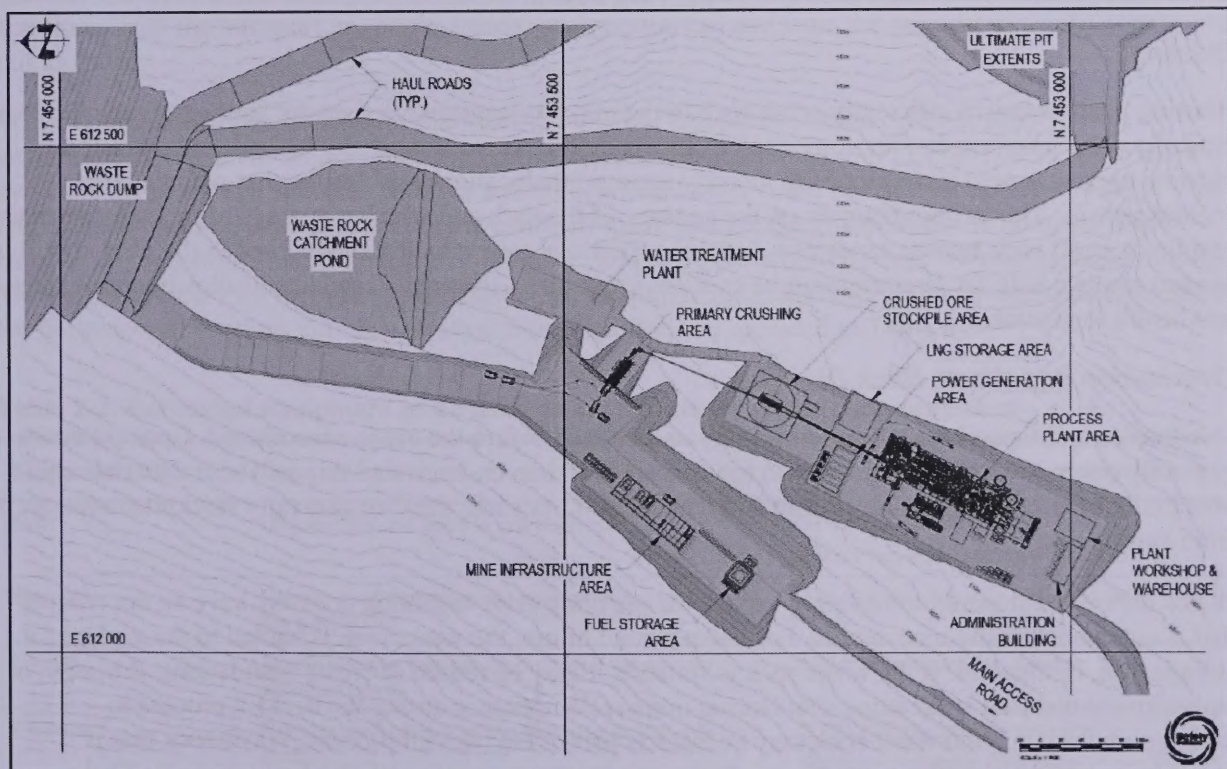 N 7 454 000
N 7 453 500
N 7 453 000
E 612 500
E 612 000
HAUL ROADS
(TYP.)
ULTIMATE PIT
EXTENTS
WASTE
ROCK DUMP
WASTE ROCK
CATCHMENT
POND
WATER TREATMENT
PLANT
PRIMARY CRUSHING
AREA
CRUSHED ORE
STOCKPILE AREA
LNG STORAGE AREA
POWER GENERATION
AREA
PROCESS
PLANT AREA
MINE INFRASTRUCTURE
AREA
FUEL STORAGE
AREA
PLANT
WORKSHOP &
WAREHOUSE
ADMINISTRATION
BUILDING
MAIN ACCESS
ROAD
Safety